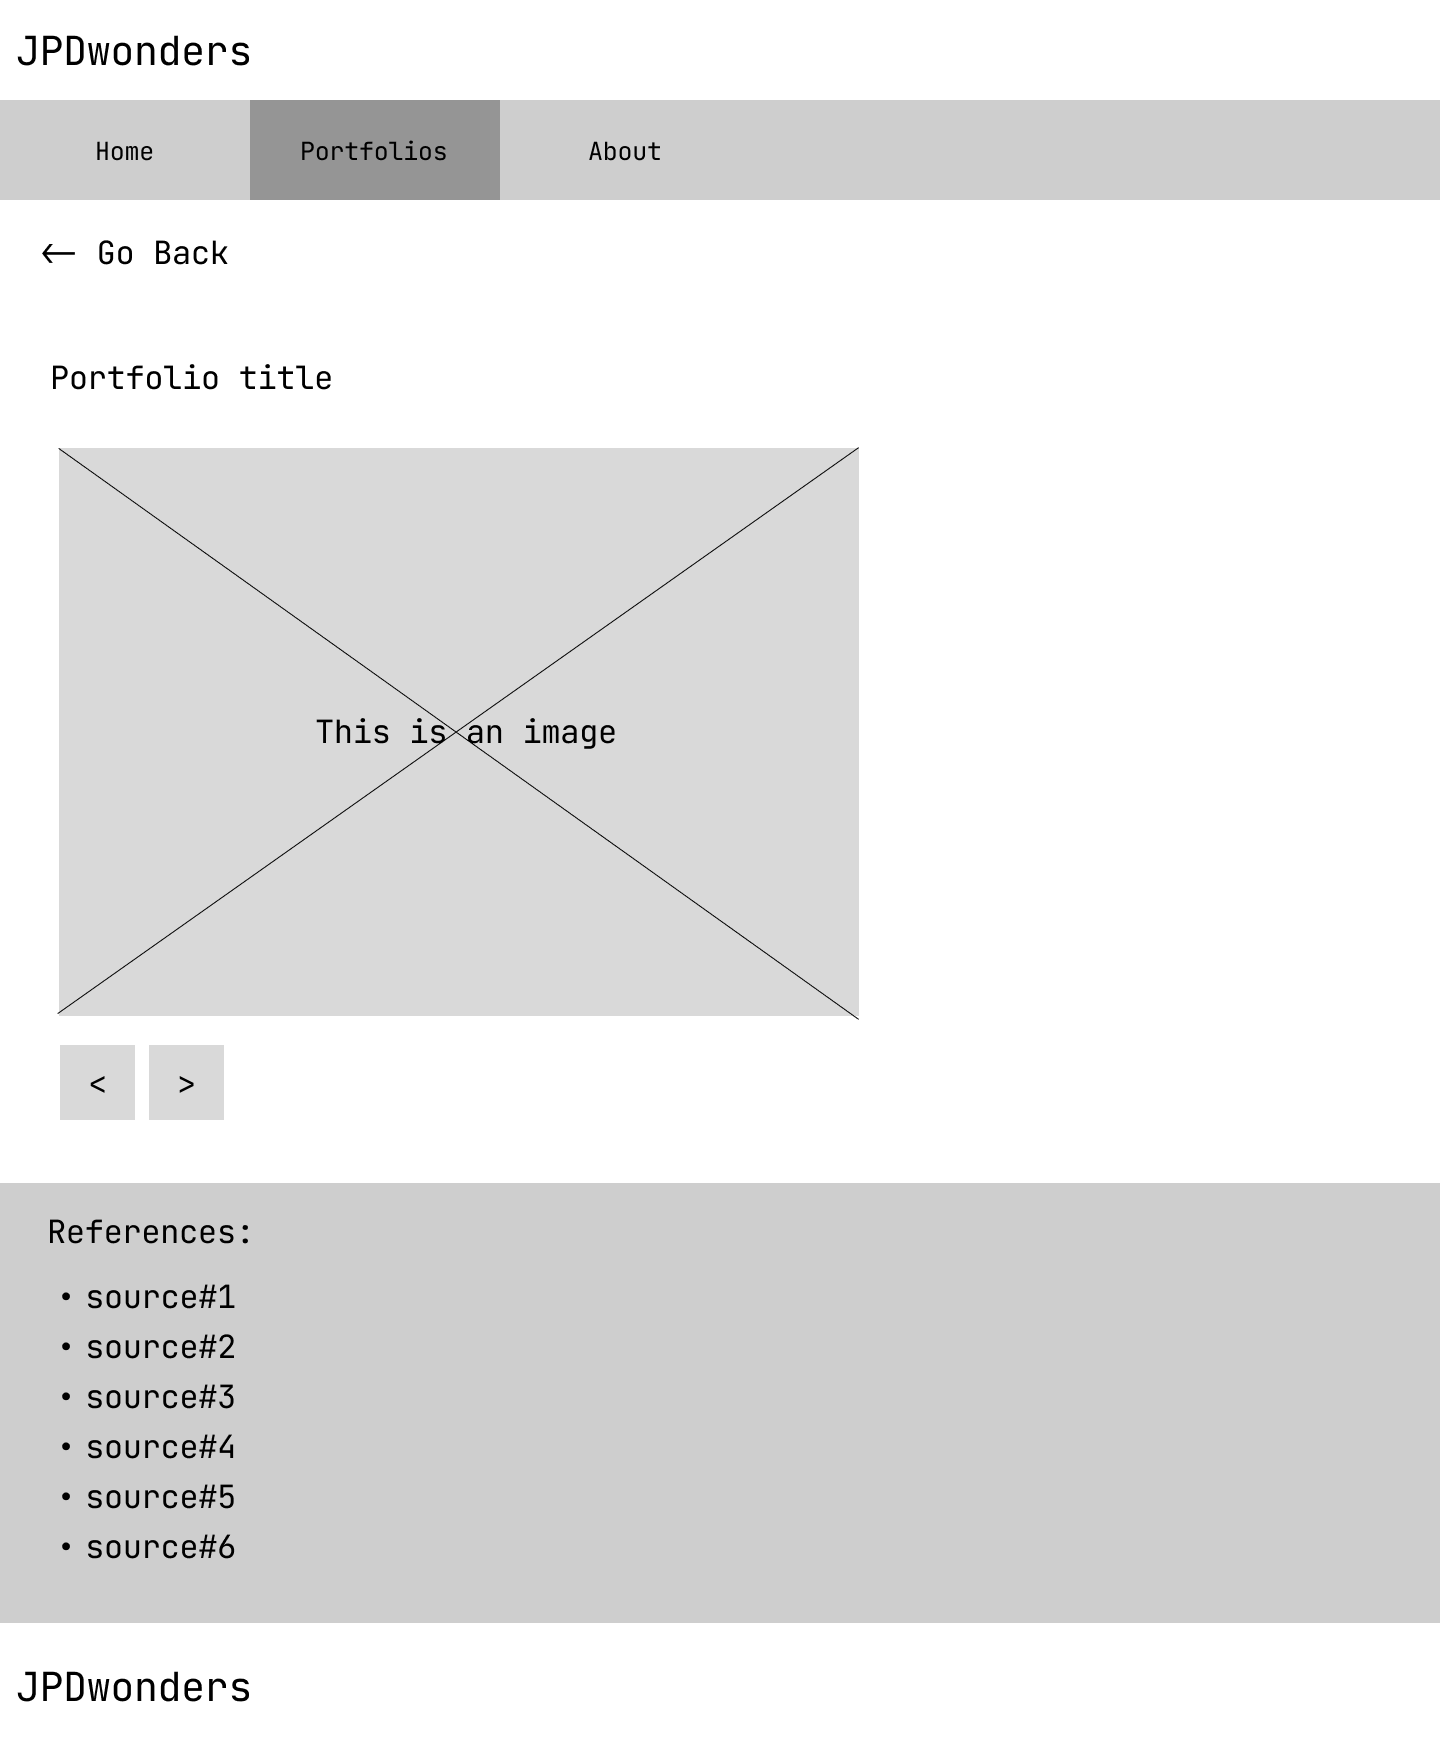 JPDwonders
Home Portfolios About
← Go Back
Portfolio title
This is an image
< >
References:
• source#1
• source#2
• source#3
• source#4
• source#5
• source#6
JPDwonders